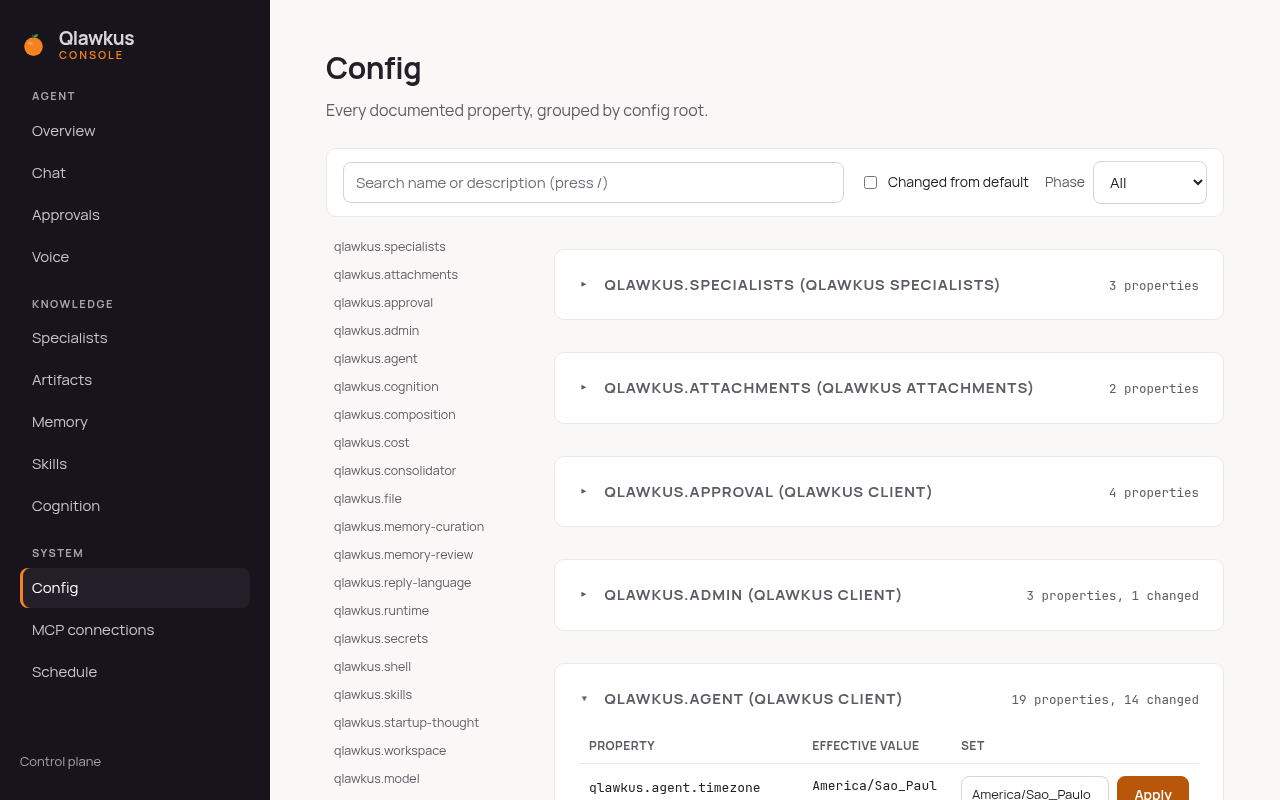 Qlawkus
CONSOLE
AGENT
Overview
Chat
Approvals
Voice
KNOWLEDGE
Specialists
Artifacts
Memory
Skills
Cognition
SYSTEM
Config
MCP connections
Schedule
Control plane
Config
Every documented property, grouped by config root.
Search name or description (press /)
Changed from default
Phase
All
qlawkus.specialists
qlawkus.attachments
qlawkus.approval
qlawkus.admin
qlawkus.agent
qlawkus.cognition
qlawkus.composition
qlawkus.cost
qlawkus.consolidator
qlawkus.file
qlawkus.memory-curation
qlawkus.memory-review
qlawkus.reply-language
qlawkus.runtime
qlawkus.secrets
qlawkus.shell
qlawkus.skills
qlawkus.startup-thought
qlawkus.workspace
qlawkus.model
QLAWKUS.SPECIALISTS (QLAWKUS SPECIALISTS) 3 properties
QLAWKUS.ATTACHMENTS (QLAWKUS ATTACHMENTS) 2 properties
QLAWKUS.APPROVAL (QLAWKUS CLIENT) 4 properties
QLAWKUS.ADMIN (QLAWKUS CLIENT) 3 properties, 1 changed
QLAWKUS.AGENT (QLAWKUS CLIENT) 19 properties, 14 changed
PROPERTY EFFECTIVE VALUE SET
qlawkus.agent.timezone America/Sao_Paul America/Sao_Paulo Apply